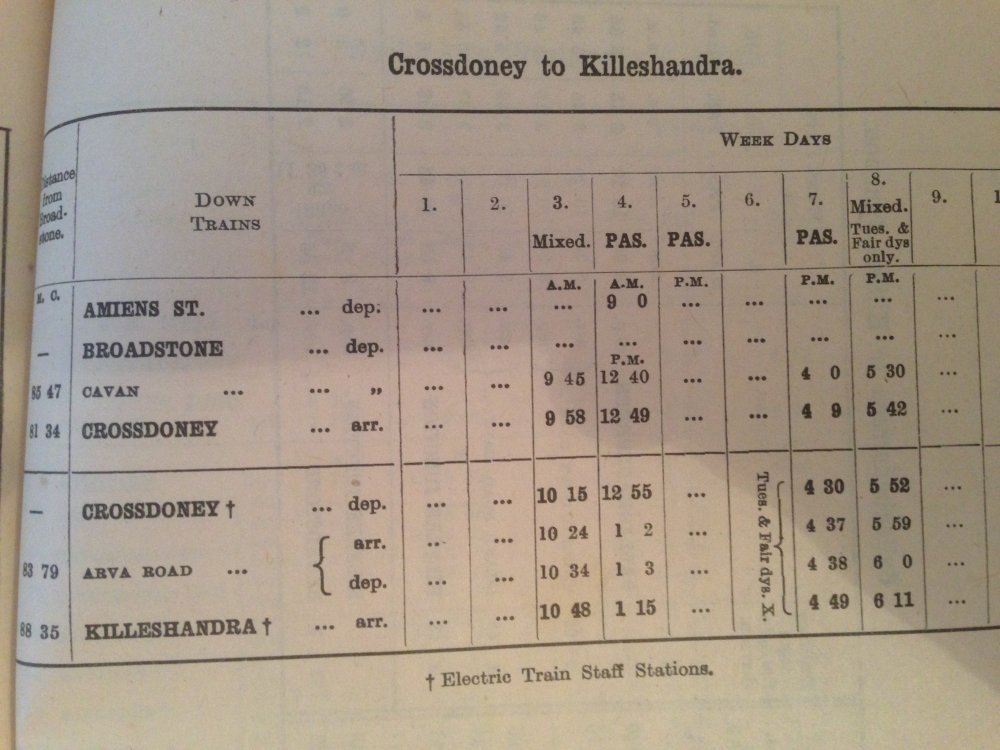 Crossdoney to Killeshandra.
WEEK DAYS
DOWN TRAINS 1. 2. 3. Mixed. 4. PAS. 5. PAS. 6. 7. PAS. 8. Mixed. Tues. & Fair dys only. 9.
M. C. A.M. A.M. P.M. P.M. P.M.
AMIENS ST. ... dep. ... ... ... 9 0 ... ... ... ... ...
— BROADSTONE ... dep. ... ... ... ... ... ... ... ... ...
P.M.
85 47 CAVAN ... ... „ ... ... 9 45 12 40 ... ... 4 0 5 30 ...
81 34 CROSSDONEY ... arr. ... ... 9 58 12 49 ... ... 4 9 5 42 ...
— CROSSDONEY † ... dep. ... ... 10 15 12 55 ... Tues. & Fair dys. X. 4 30 5 52 ...
arr. .. ... 10 24 1 2 ... 4 37 5 59 ...
83 79 ARVA ROAD ... dep. ... ... 10 34 1 3 ... 4 38 6 0 ...
88 35 KILLESHANDRA † ... arr. ... ... 10 48 1 15 ... 4 49 6 11 ...
† Electric Train Staff Stations.